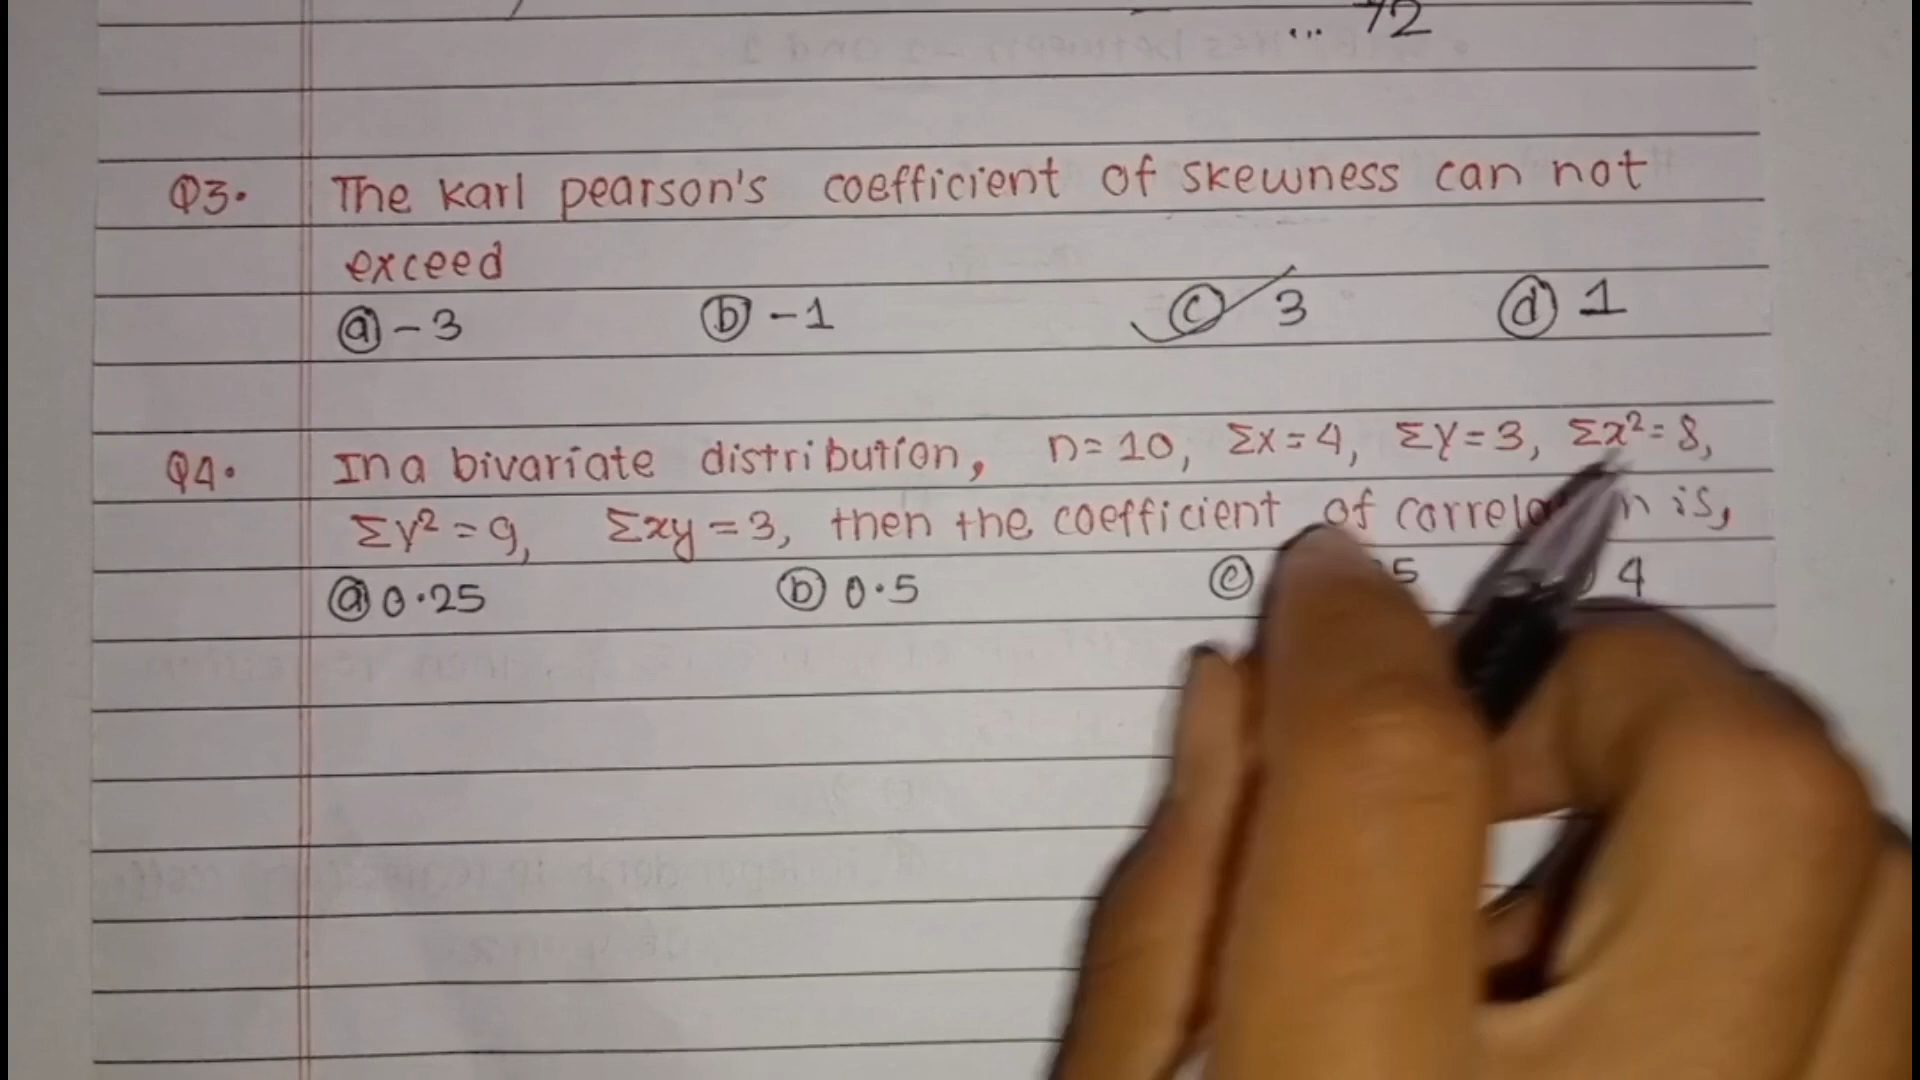 ... 72
Q3. The karl pearson's coefficient of skewness can not
exceed
(a) -3 (b) -1 (c) 3 (d) 1
Q4. In a bivariate distribution, n=10, Σx=4, ΣY=3, Σx²=8,
ΣY²=9, Σxy=3, then the coefficient of is,
(a) 0.25 (b) 0.5 (c) 5 4